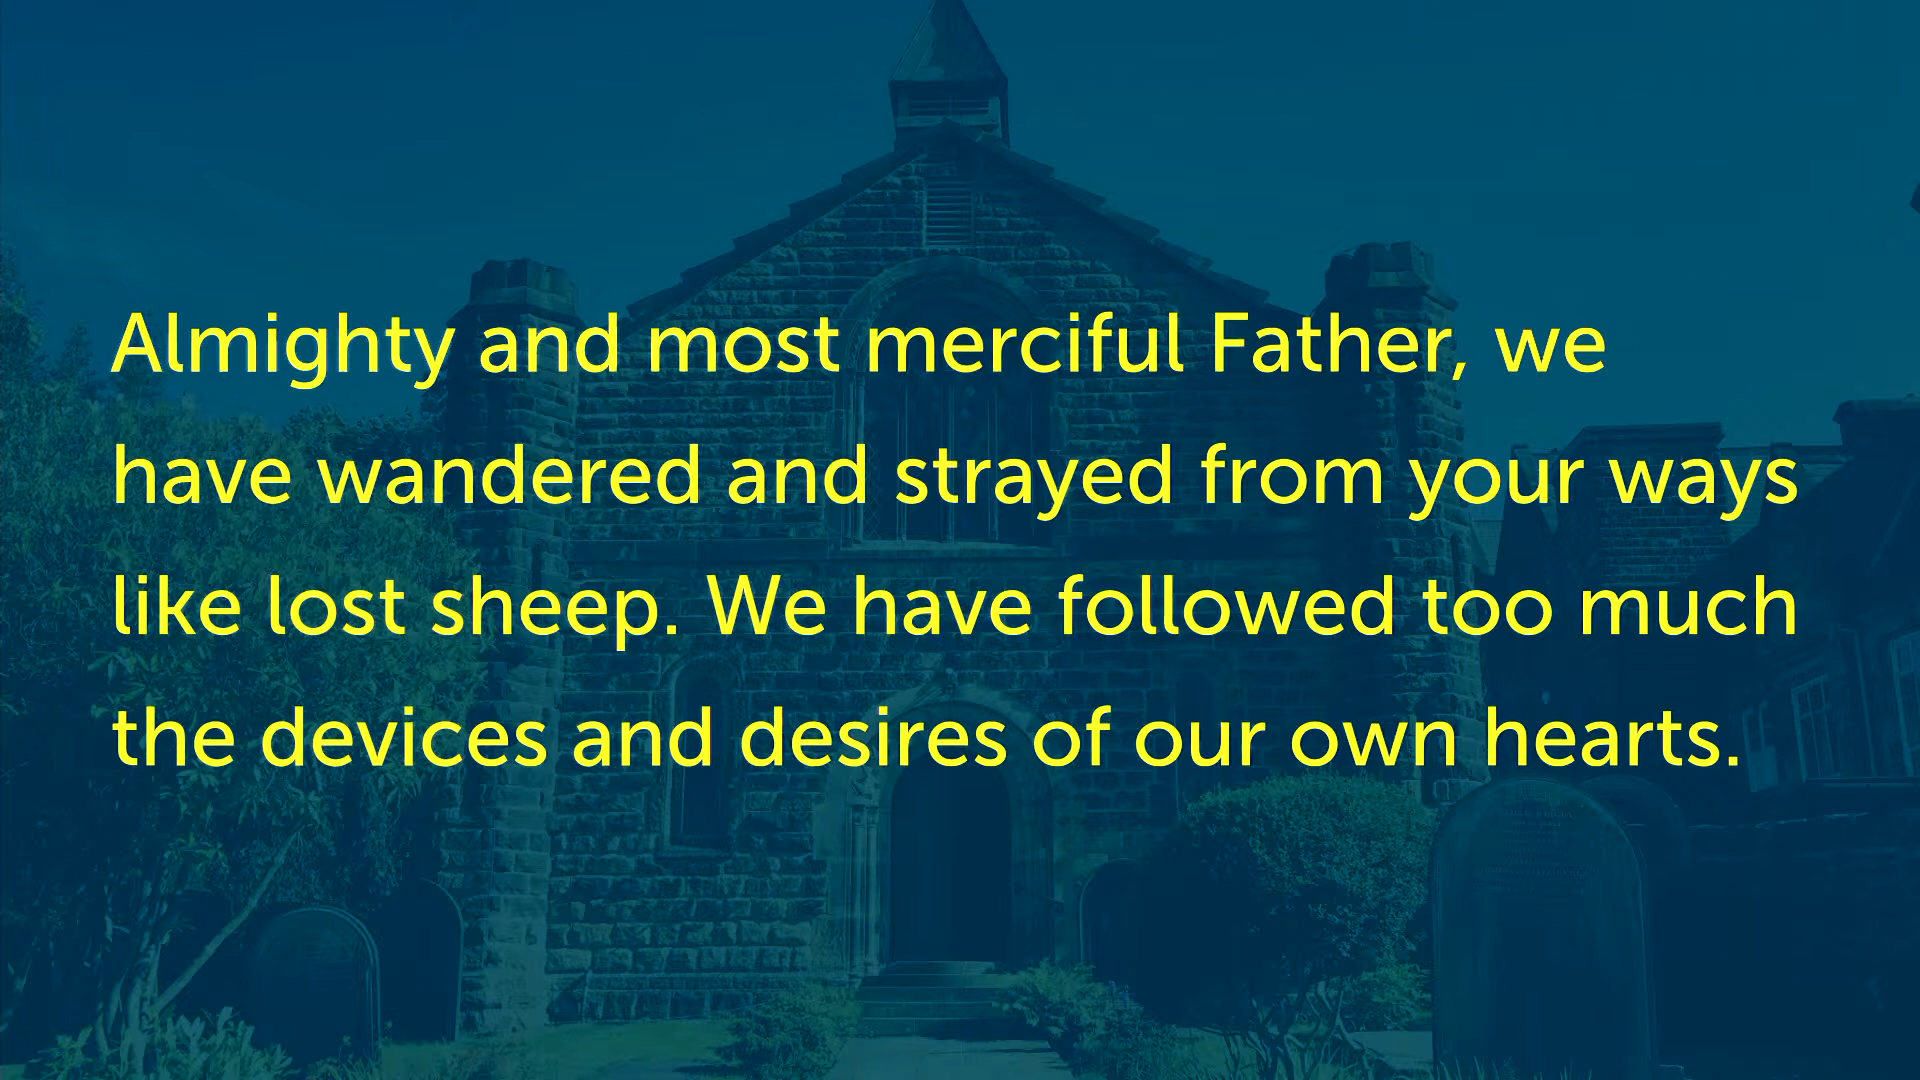 Almighty and most merciful Father, we
have wandered and strayed from your ways
like lost sheep. We have followed too much
the devices and desires of our own hearts.